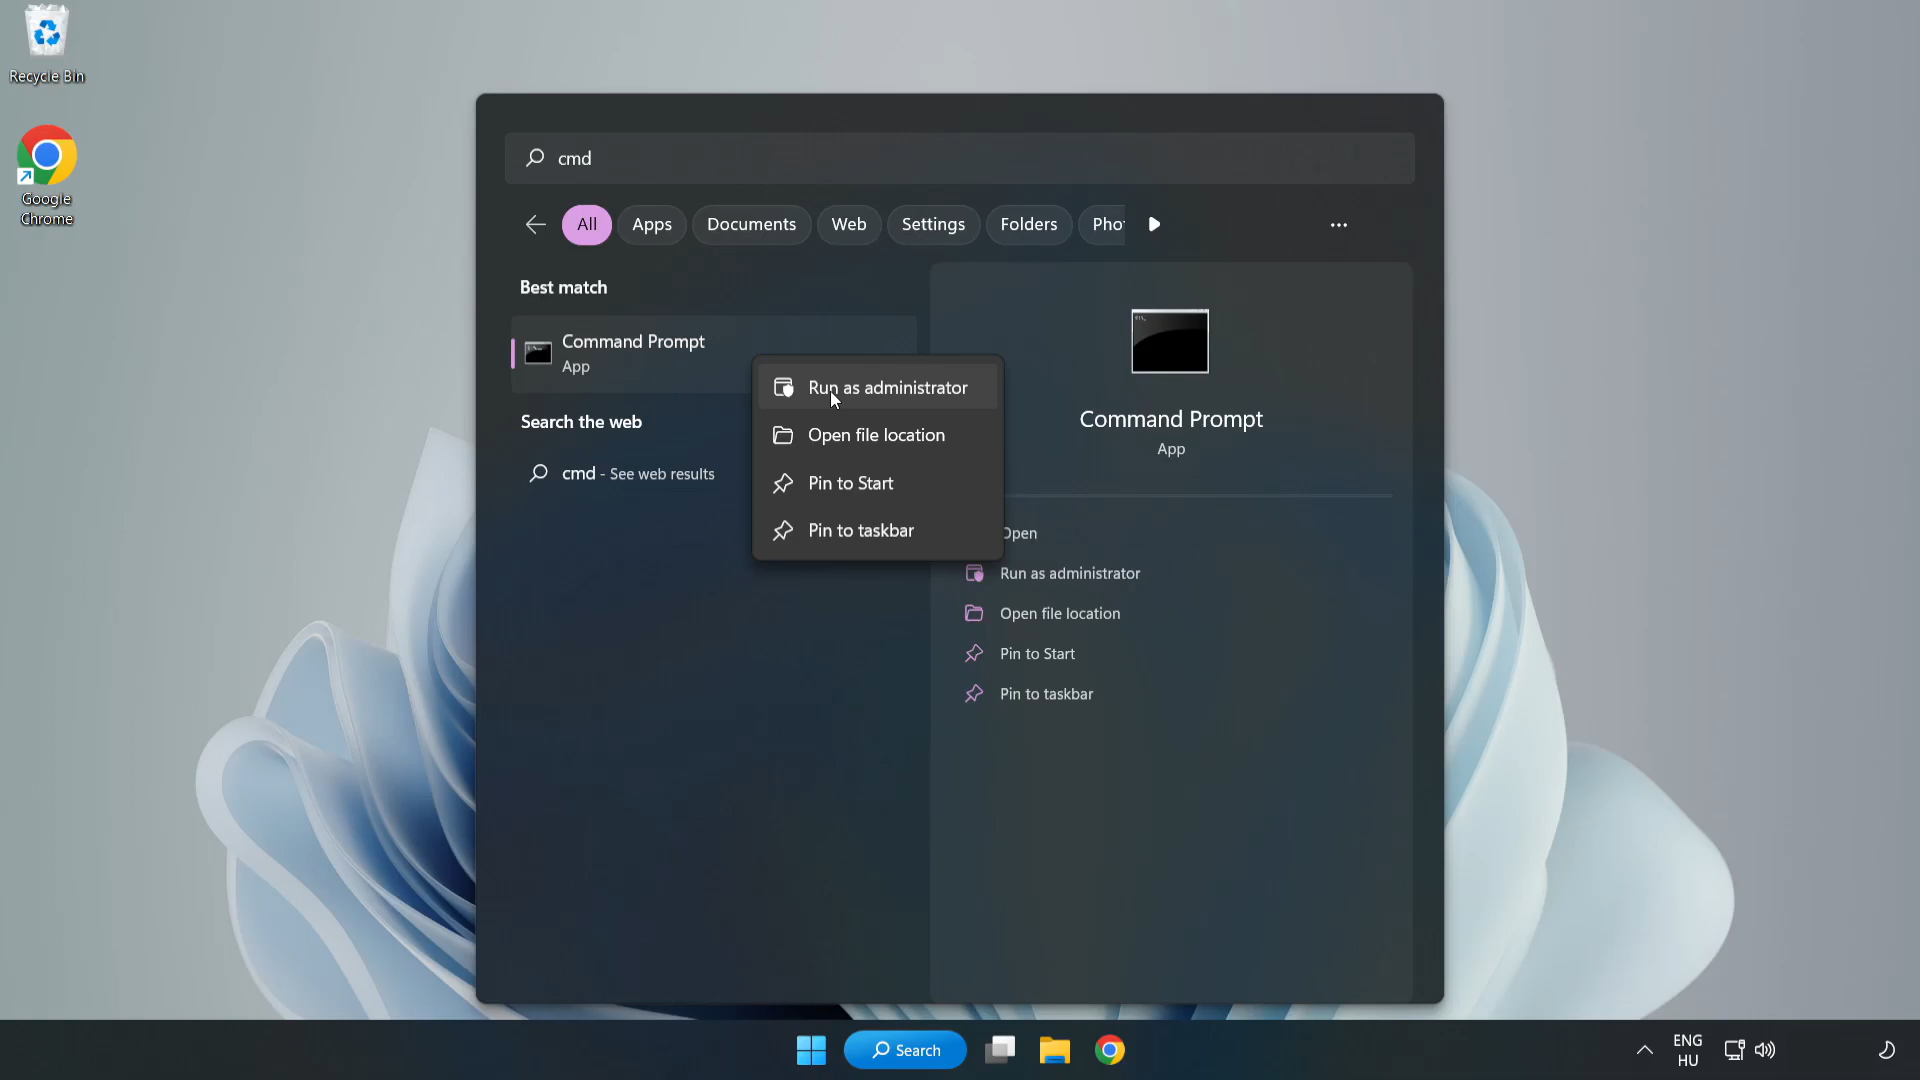 Recycle Bin
Google
Chrome
cmd
All
Apps
Documents
Web
Settings
Folders
Pho
Best match
Command Prompt
App
Search the web
cmd - See web results
Run as administrator
Open file location
Pin to Start
Pin to taskbar
Command Prompt
App
Open
Run as administrator
Open file location
Pin to Start
Pin to taskbar
Search
ENG
HU